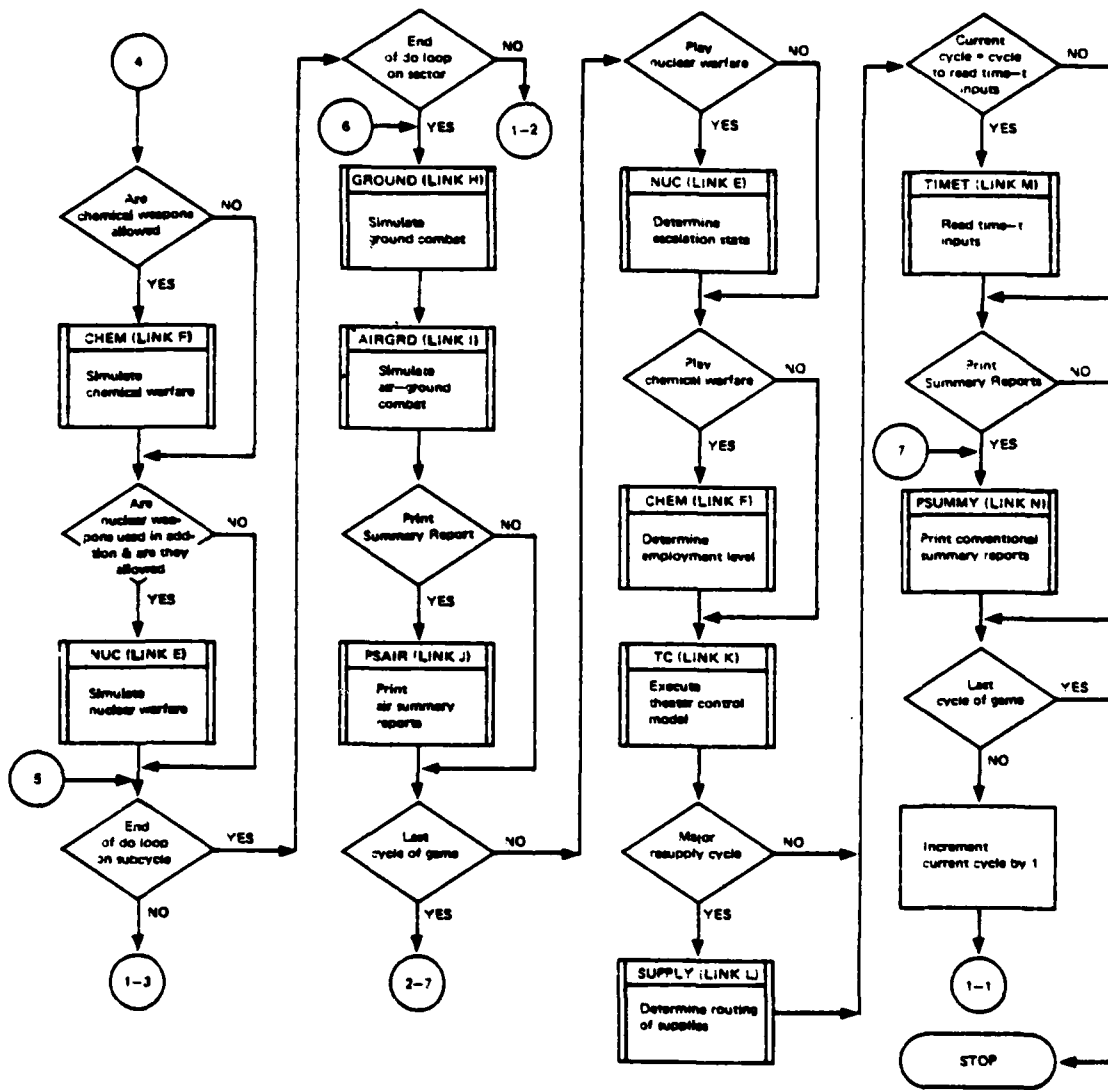 4
Are
chemical weapons
allowed
NO
YES
CHEM (LINK F)
Simulate
chemical warfare
Are
nuclear wea-
pons used in add-
tion & are they
allowed
NO
YES
NUC (LINK E)
Simulate
nuclear warfare
5
End
of do loop
on subcycle
YES
NO
1-3
End
of do loop
on sector
NO
1-2
6
YES
GROUND (LINK H)
Simulate
ground combat
AIRGRD (LINK I)
Simulate
air-ground
combat
Print
Summary Report
NO
YES
PSAIR (LINK J)
Print
air summary
reports
Last
cycle of game
NO
YES
2-7
Play
nuclear warfare
NO
YES
NUC (LINK E)
Determine
escalation state
Play
chemical warfare
NO
YES
CHEM (LINK F)
Determine
employment level
TC (LINK K)
Execute
theater control
model
Major
resupply cycle
NO
YES
SUPPLY (LINK L)
Determine routing
of supplies
Current
cycle = cycle
to read time-t
inputs
NO
YES
TIMET (LINK M)
Read time-t
inputs
Print
Summary Reports
NO
7
YES
PSUMMY (LINK N)
Print conventional
summary reports
Last
cycle of game
YES
NO
Increment
current cycle by 1
1-1
STOP